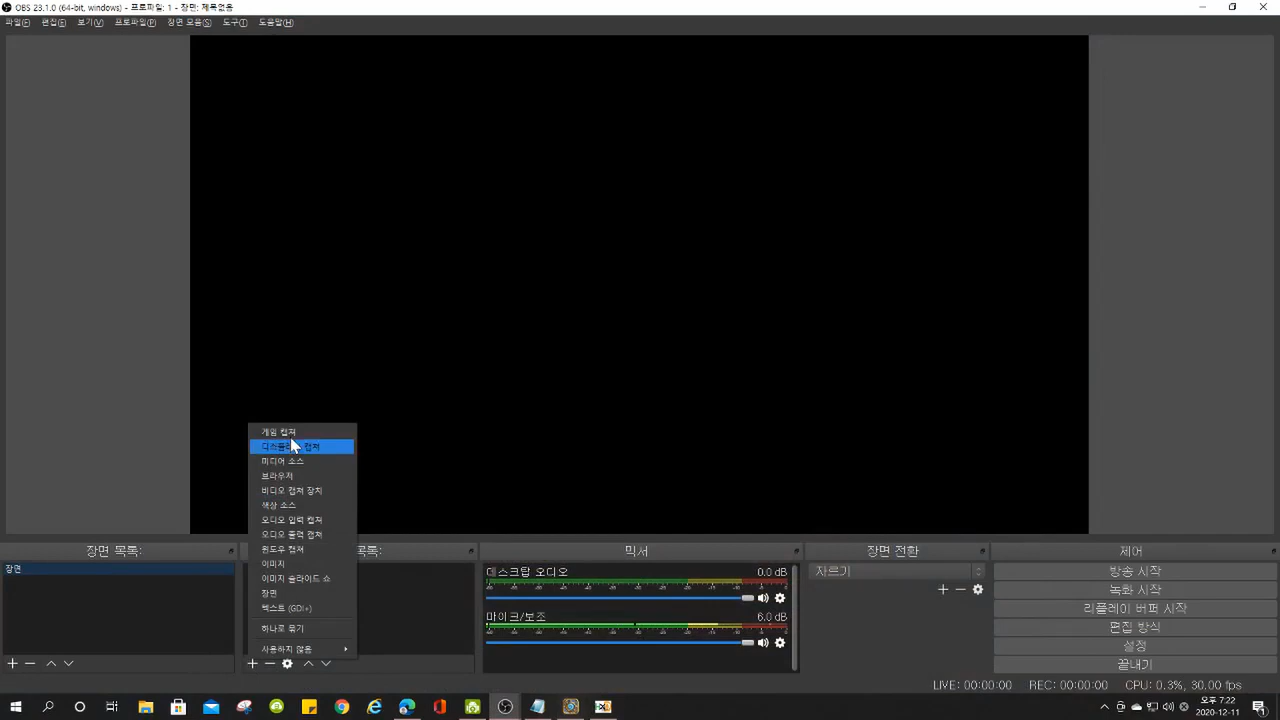 OBS 23.1.0 (64-bit, windows) - 프로파일: 1 - 장면: 제목없음
파일(F) 편집(E) 보기(V) 프로파일(P) 장면 모음(S) 도구(T) 도움말(H)
게임 캡쳐
캡쳐
미디어 소스
브라우저
비디오 캡쳐 장치
색상 소스
오디오 입력 캡쳐
오디오 출력 캡쳐
윈도우 캡쳐
이미지
이미지 슬라이드 쇼
장면
텍스트 (GDI+)
하나로 묶기
사용하지 않음
장면 목록:
장면
목록:
믹서
데스크탑 오디오 0.0 dB
마이크/보조 6.0 dB
장면 전환
자르기
제어
방송 시작
녹화 시작
리플레이 버퍼 시작
편집 방식
설정
끝내기
LIVE: 00:00:00 REC: 00:00:00 CPU: 0.3%, 30.00 fps
오후 7:22
2020-12-11